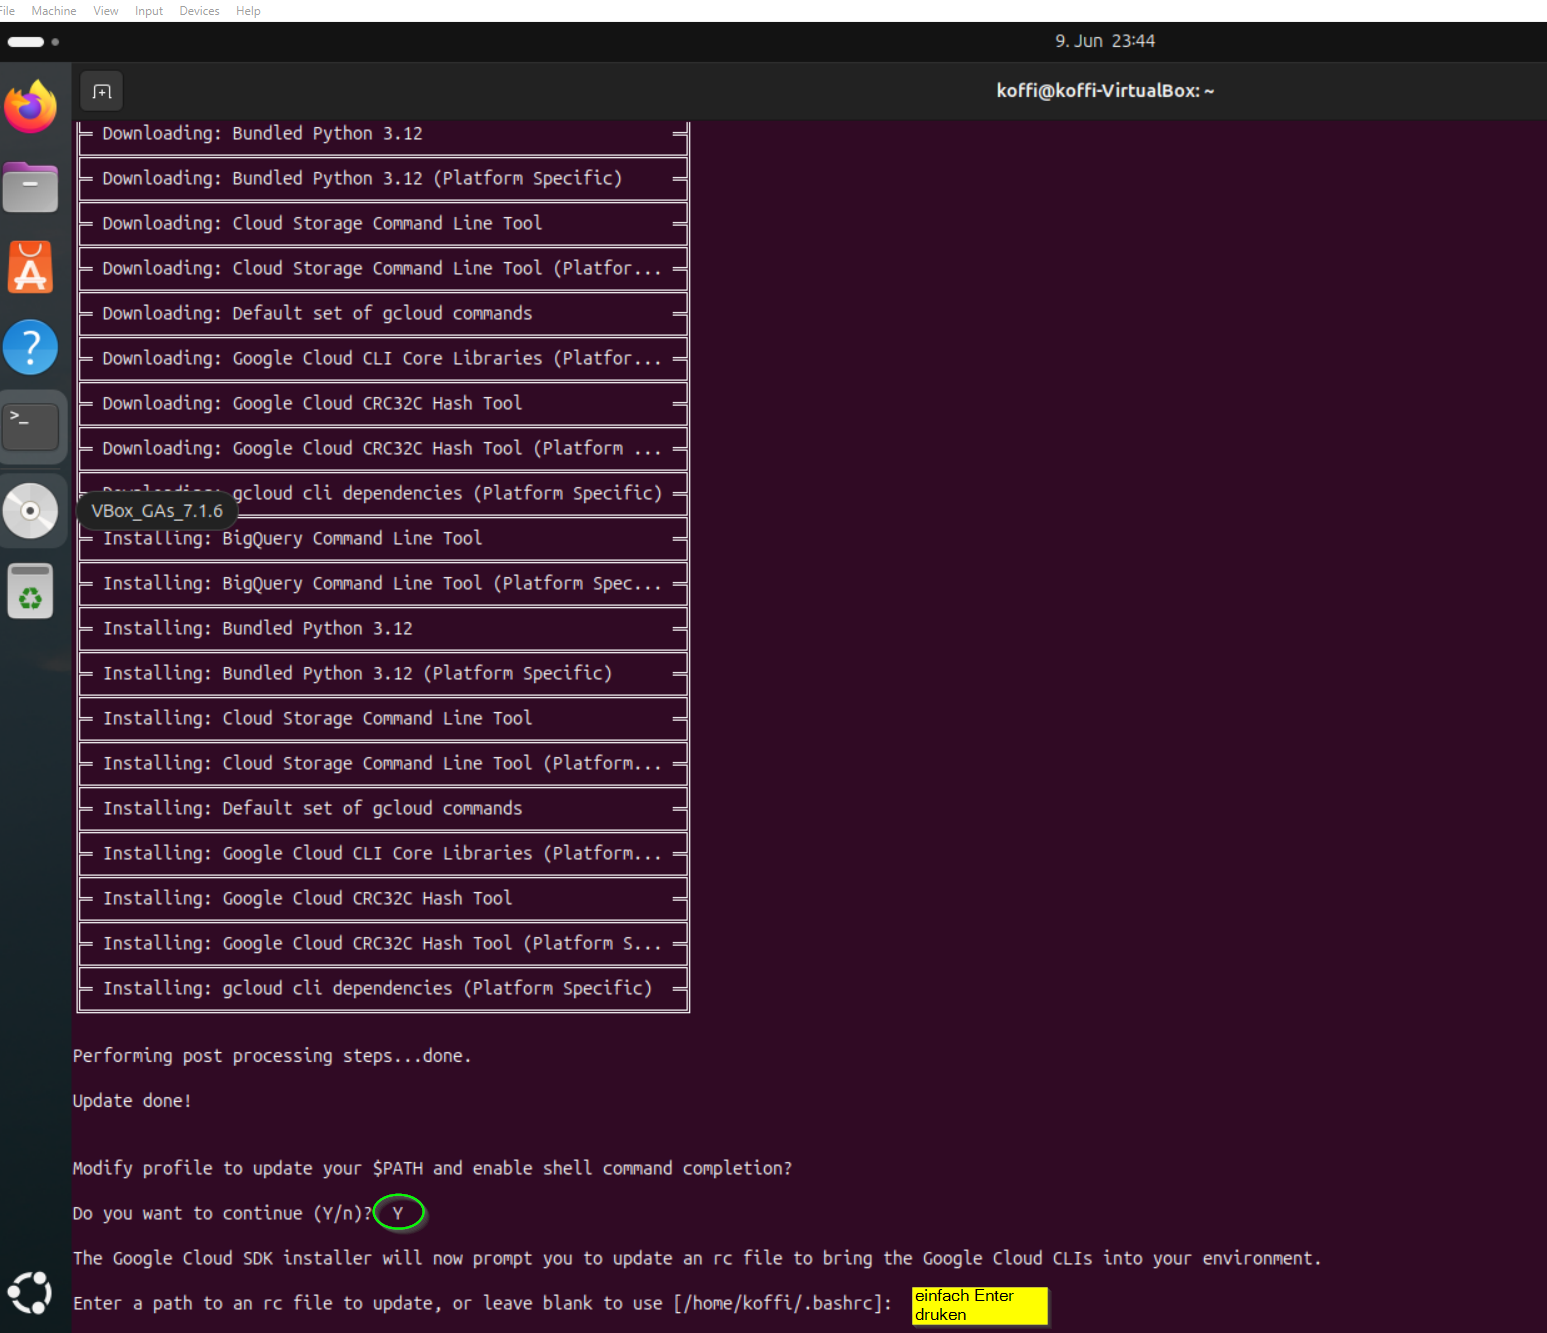 File Machine View Input Devices Help
9. Jun 23:44
koffi@koffi-VirtualBox: ~
Downloading: Bundled Python 3.12
Downloading: Bundled Python 3.12 (Platform Specific)
Downloading: Cloud Storage Command Line Tool
Downloading: Cloud Storage Command Line Tool (Platfor...
Downloading: Default set of gcloud commands
Downloading: Google Cloud CLI Core Libraries (Platfor...
Downloading: Google Cloud CRC32C Hash Tool
Downloading: Google Cloud CRC32C Hash Tool (Platform ...
Downloading: gcloud cli dependencies (Platform Specific)
VBox_GAs_7.1.6
Installing: BigQuery Command Line Tool
Installing: BigQuery Command Line Tool (Platform Spec...
Installing: Bundled Python 3.12
Installing: Bundled Python 3.12 (Platform Specific)
Installing: Cloud Storage Command Line Tool
Installing: Cloud Storage Command Line Tool (Platform...
Installing: Default set of gcloud commands
Installing: Google Cloud CLI Core Libraries (Platform...
Installing: Google Cloud CRC32C Hash Tool
Installing: Google Cloud CRC32C Hash Tool (Platform S...
Installing: gcloud cli dependencies (Platform Specific)
Performing post processing steps...done.
Update done!
Modify profile to update your $PATH and enable shell command completion?
Do you want to continue (Y/n)? Y
The Google Cloud SDK installer will now prompt you to update an rc file to bring the Google Cloud CLIs into your environment.
Enter a path to an rc file to update, or leave blank to use [/home/koffi/.bashrc]:
einfach Enter
druken